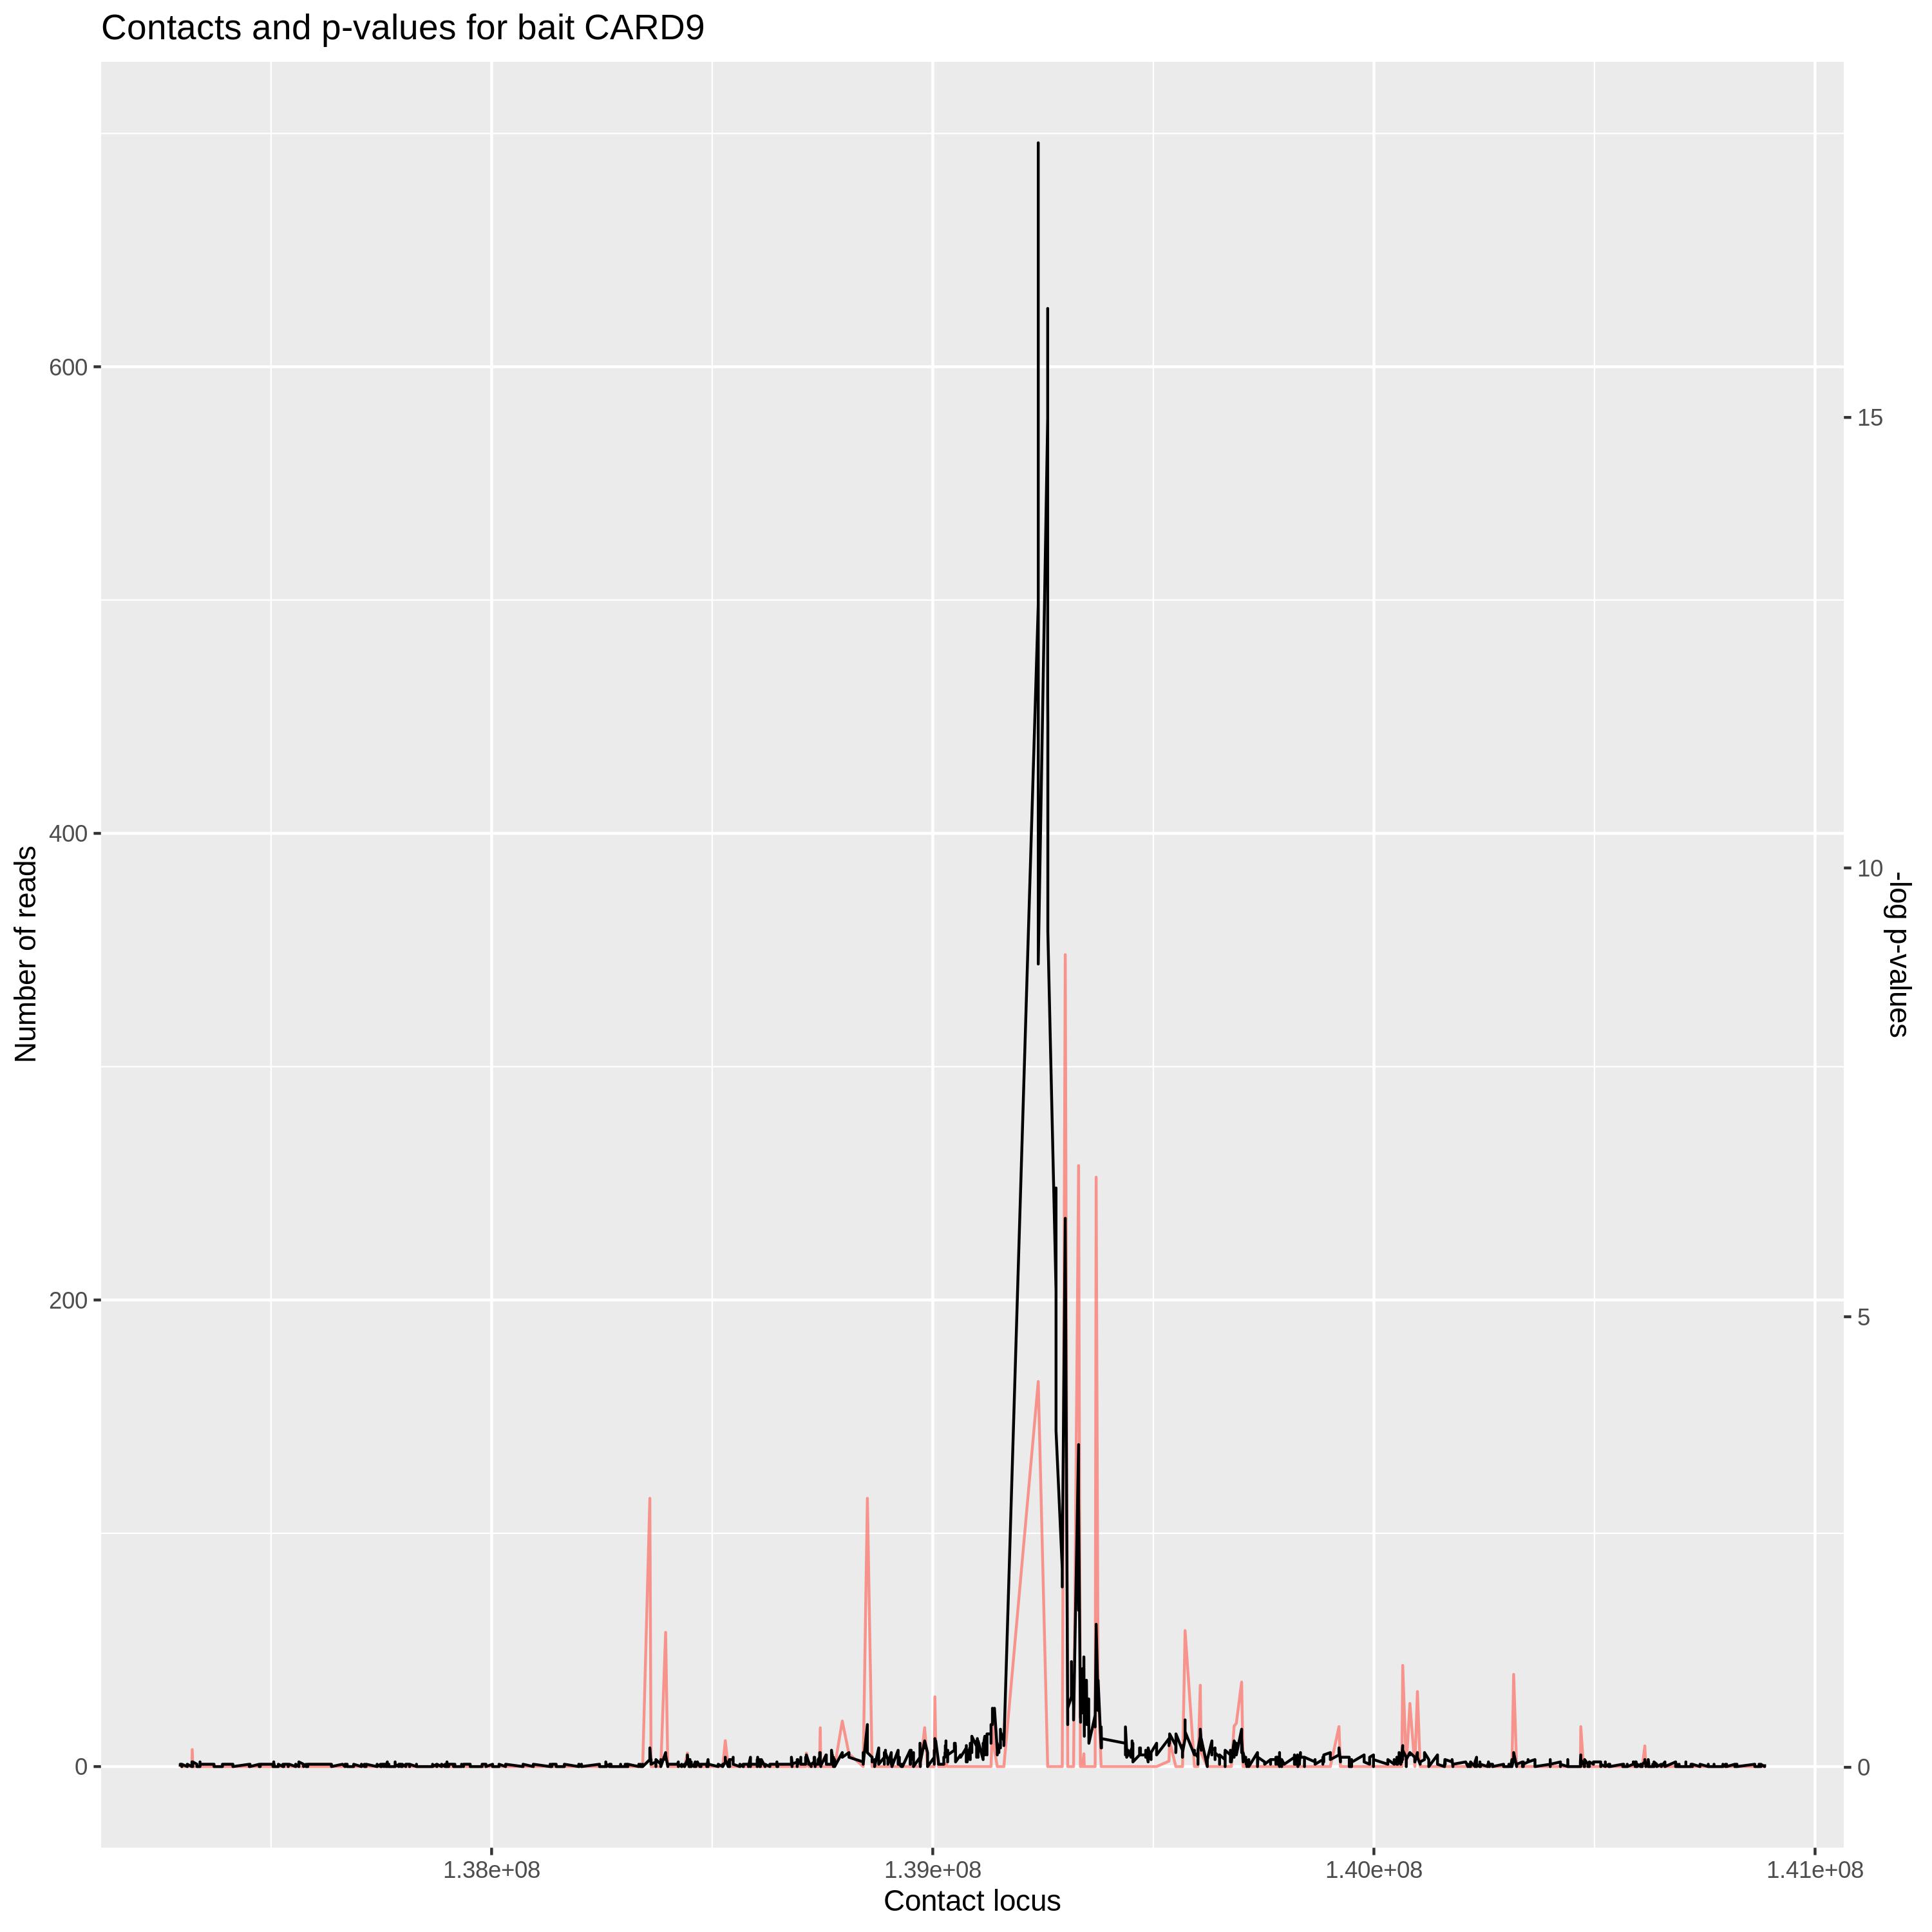 Contacts and p-values for bait CARD9
Number of reads
600
400
200
0
15
10
5
0
-log p-values
1.38e+08
1.39e+08
1.40e+08
1.41e+08
Contact locus